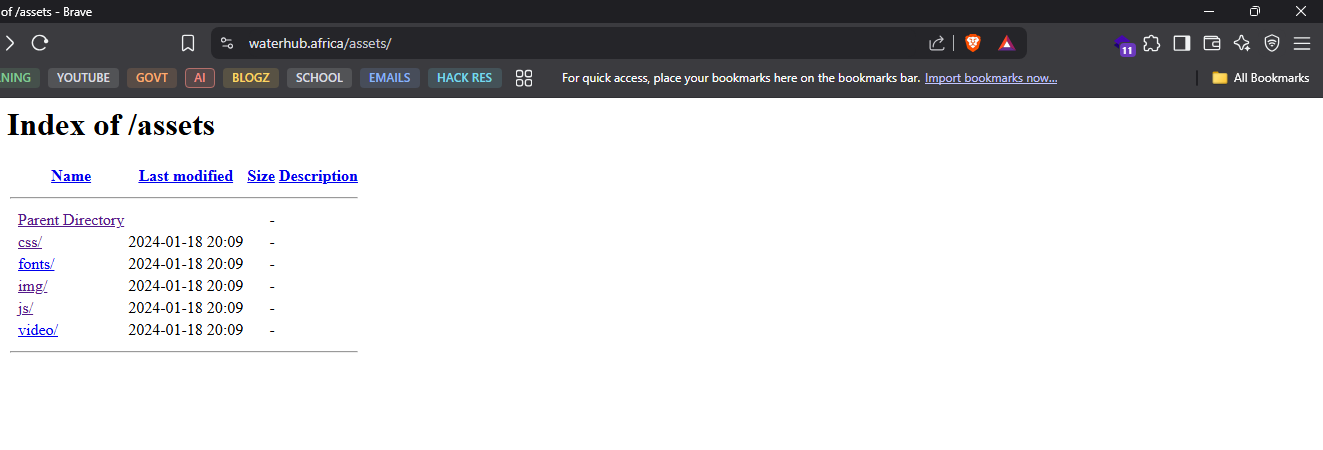 of /assets - Brave
waterhub.africa/assets/
11
NING YOUTUBE GOVT AI BLOGZ SCHOOL EMAILS HACK RES For quick access, place your bookmarks here on the bookmarks bar. Import bookmarks now... All Bookmarks
Index of /assets
Name Last modified Size Description
Parent Directory -
css/ 2024-01-18 20:09 -
fonts/ 2024-01-18 20:09 -
img/ 2024-01-18 20:09 -
js/ 2024-01-18 20:09 -
video/ 2024-01-18 20:09 -